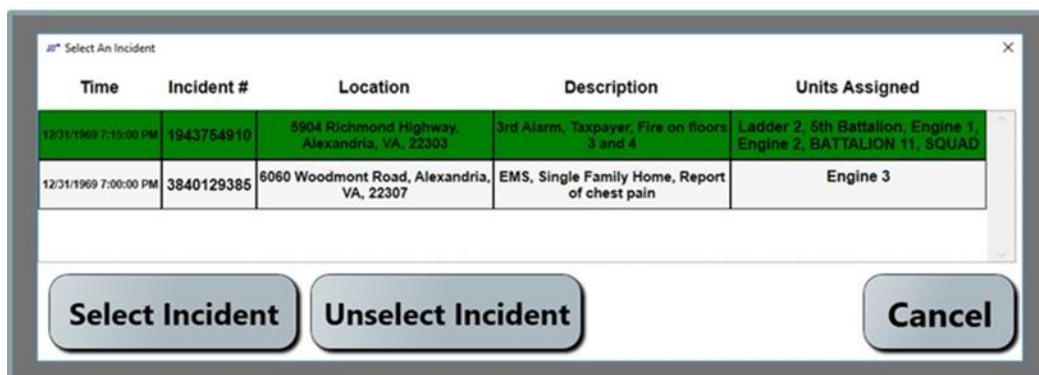 Select An Incident
Time Incident # Location Description Units Assigned
12/31/1969 7:15:00 PM 1943754910 5904 Richmond Highway, 3rd Alarm, Taxpayer, Fire on floors Ladder 2, 5th Battalion, Engine 1,
Alexandria, VA, 22303 3 and 4 Engine 2, BATTALION 11, SQUAD
12/31/1969 7:00:00 PM 3840129385 6060 Woodmont Road, Alexandria, EMS, Single Family Home, Report Engine 3
VA, 22307 of chest pain
Select Incident Unselect Incident Cancel